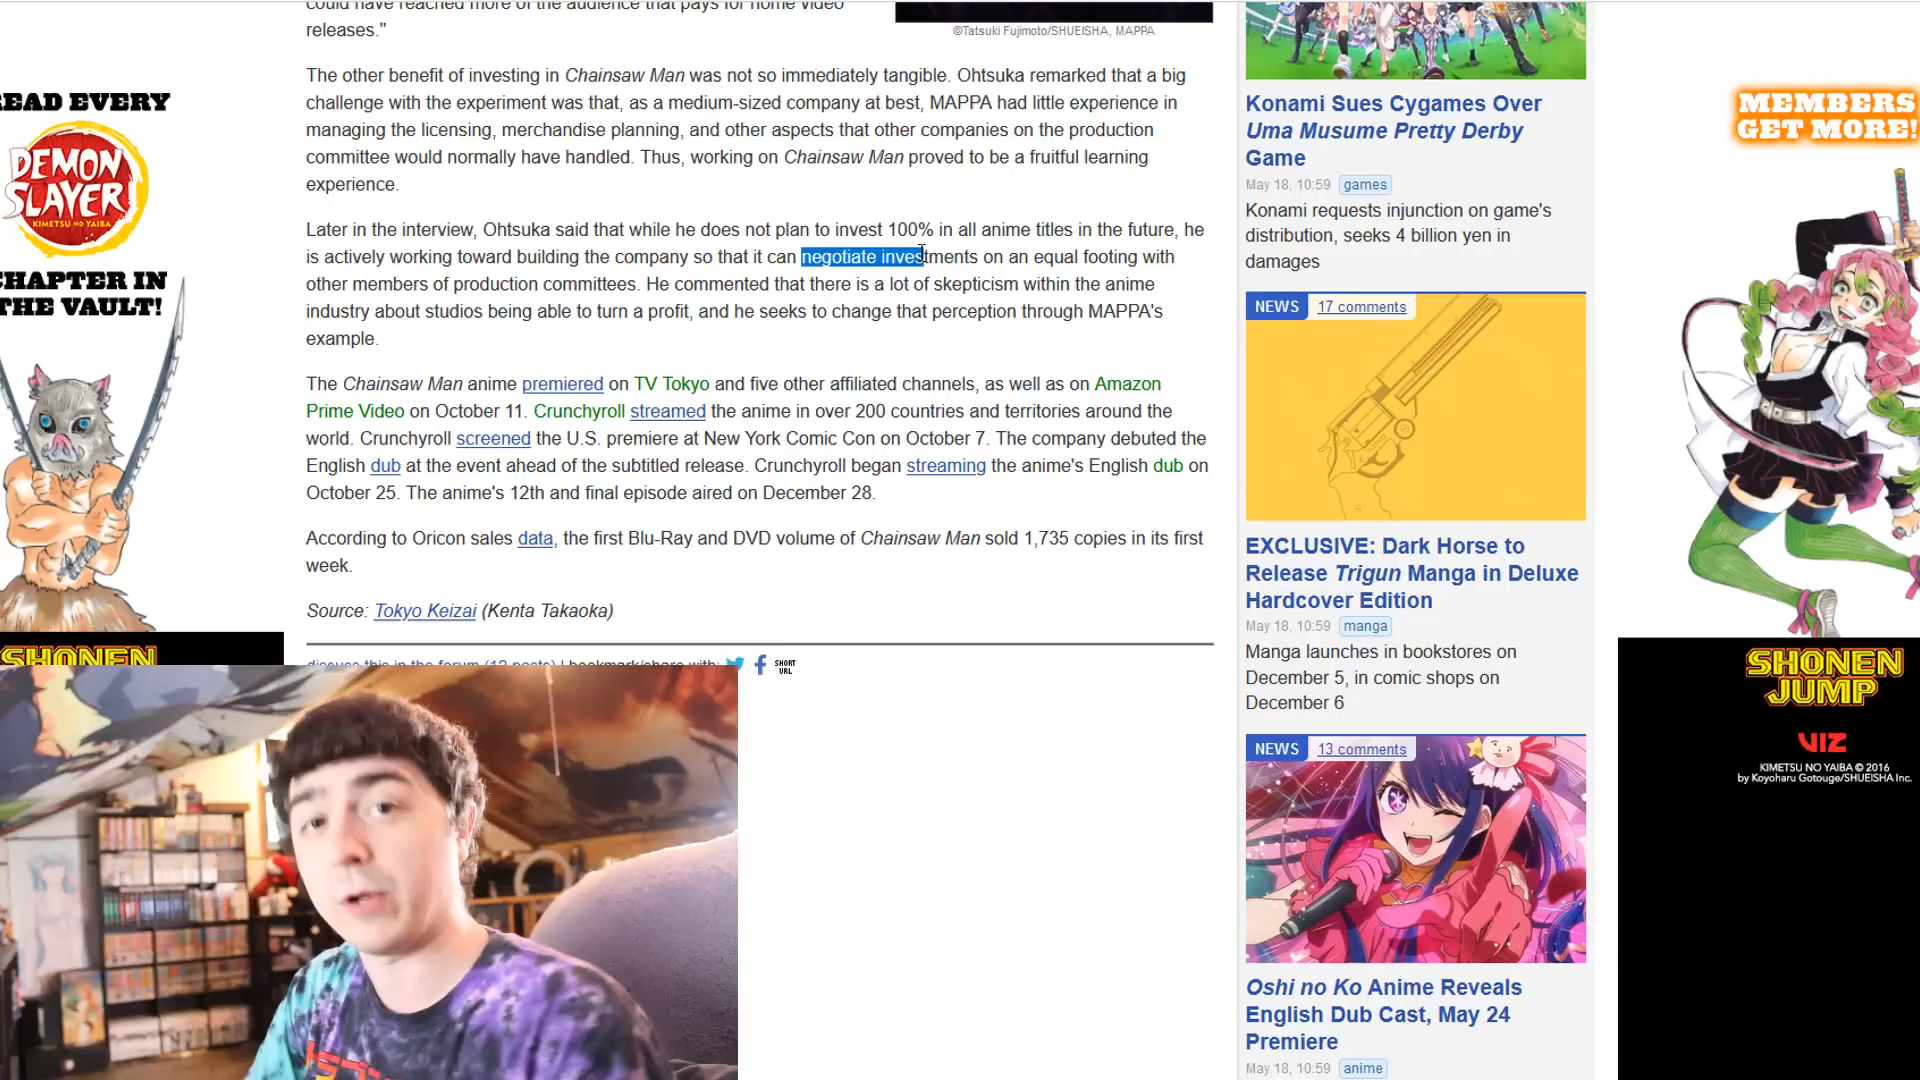 could have reached more of the audience that pays for home video
releases."
©Tatsuki Fujimoto/SHUEISHA, MAPPA
The other benefit of investing in Chainsaw Man was not so immediately tangible. Ohtsuka remarked that a big
challenge with the experiment was that, as a medium-sized company at best, MAPPA had little experience in
managing the licensing, merchandise planning, and other aspects that other companies on the production
committee would normally have handled. Thus, working on Chainsaw Man proved to be a fruitful learning
experience.
Later in the interview, Ohtsuka said that while he does not plan to invest 100% in all anime titles in the future, he
is actively working toward building the company so that it can negotiate investments on an equal footing with
other members of production committees. He commented that there is a lot of skepticism within the anime
industry about studios being able to turn a profit, and he seeks to change that perception through MAPPA's
example.
The Chainsaw Man anime premiered on TV Tokyo and five other affiliated channels, as well as on Amazon
Prime Video on October 11. Crunchyroll streamed the anime in over 200 countries and territories around the
world. Crunchyroll screened the U.S. premiere at New York Comic Con on October 7. The company debuted the
English dub at the event ahead of the subtitled release. Crunchyroll began streaming the anime's English dub on
October 25. The anime's 12th and final episode aired on December 28.
According to Oricon sales data, the first Blu-Ray and DVD volume of Chainsaw Man sold 1,735 copies in its first
week.
Source: Tokyo Keizai (Kenta Takaoka)
discuss this in the forum (12 posts) | bookmark/share with:
SHORT
URL
EAD EVERY
DEMON
SLAYER
KIMETSU NO YAIBA
CHAPTER IN
THE VAULT!
SHONEN
Konami Sues Cygames Over
Uma Musume Pretty Derby
Game
May 18, 10:59 games
Konami requests injunction on game's
distribution, seeks 4 billion yen in
damages
NEWS 17 comments
EXCLUSIVE: Dark Horse to
Release Trigun Manga in Deluxe
Hardcover Edition
May 18, 10:59 manga
Manga launches in bookstores on
December 5, in comic shops on
December 6
NEWS 13 comments
Oshi no Ko Anime Reveals
English Dub Cast, May 24
Premiere
May 18, 10:59 anime
MEMBERS
GET MORE!
SHONEN
JUMP
VIZ
KIMETSU NO YAIBA © 2016
by Koyoharu Gotouge/SHUEISHA Inc.